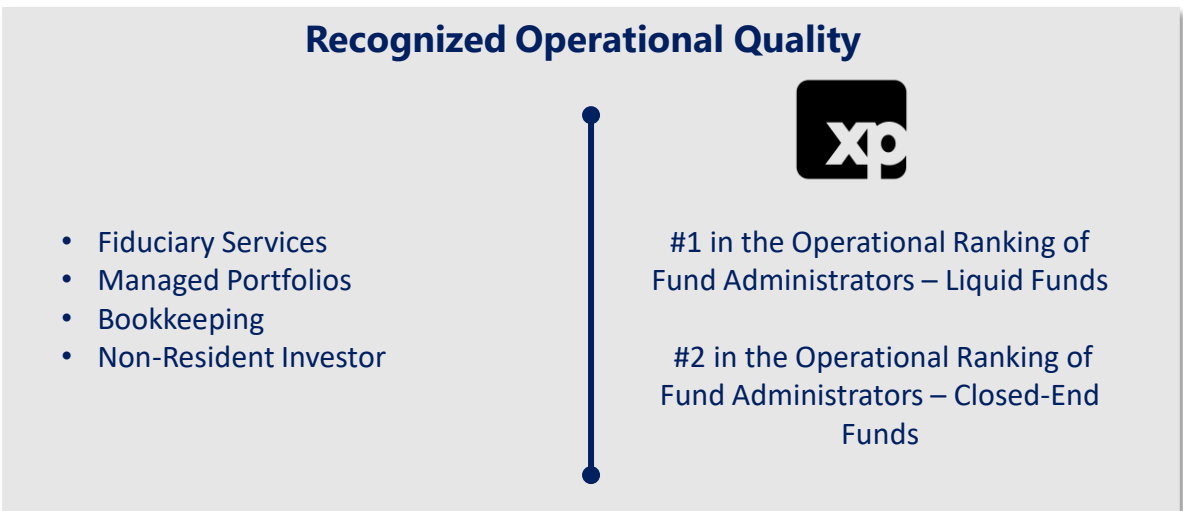 Recognized Operational Quality
• Fiduciary Services
• Managed Portfolios
• Bookkeeping
• Non-Resident Investor
xp
#1 in the Operational Ranking of
Fund Administrators – Liquid Funds
#2 in the Operational Ranking of
Fund Administrators – Closed-End
Funds